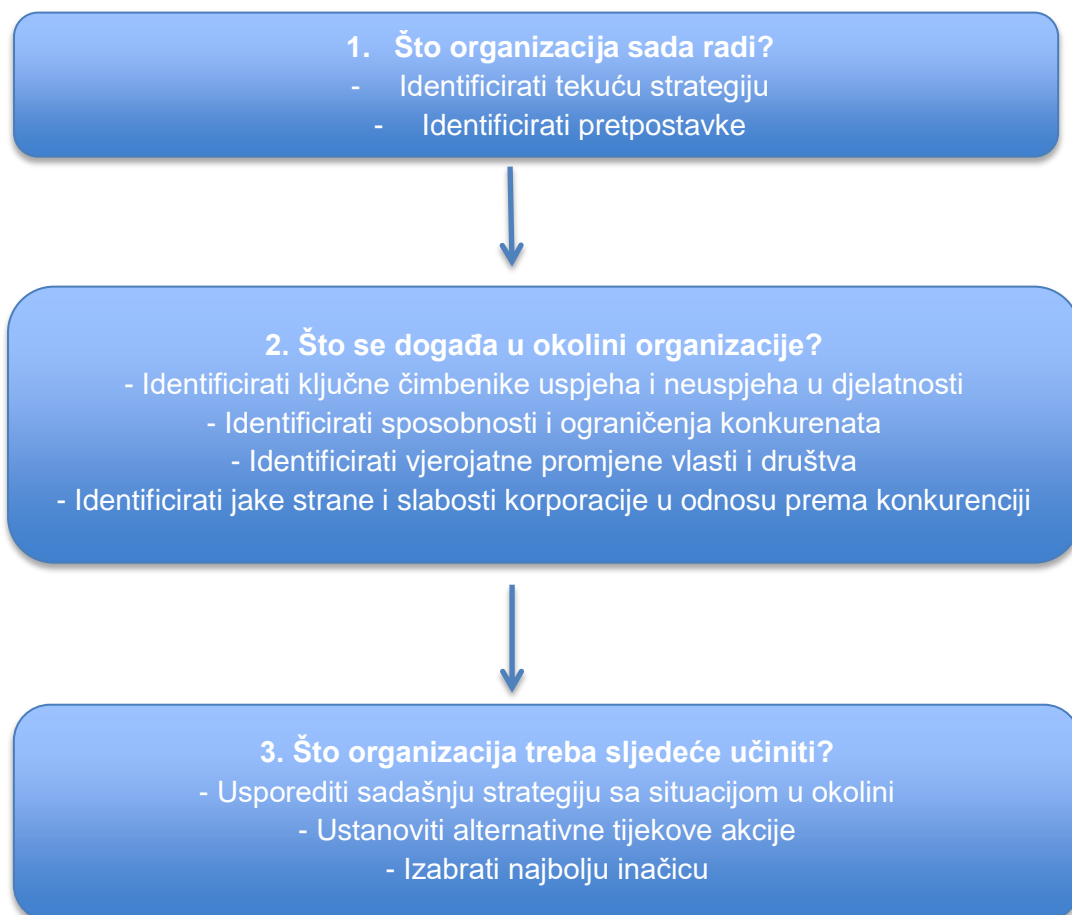 1. Što organizacija sada radi?
- Identificirati tekuću strategiju
- Identificirati pretpostavke
2. Što se događa u okolini organizacije?
- Identificirati ključne čimbenike uspjeha i neuspjeha u djelatnosti
- Identificirati sposobnosti i ograničenja konkurenata
- Identificirati vjerojatne promjene vlasti i društva
- Identificirati jake strane i slabosti korporacije u odnosu prema konkurenciji
3. Što organizacija treba sljedeće učiniti?
- Usporediti sadašnju strategiju sa situacijom u okolini
- Ustanoviti alternativne tijekove akcije
- Izabrati najbolju inačicu